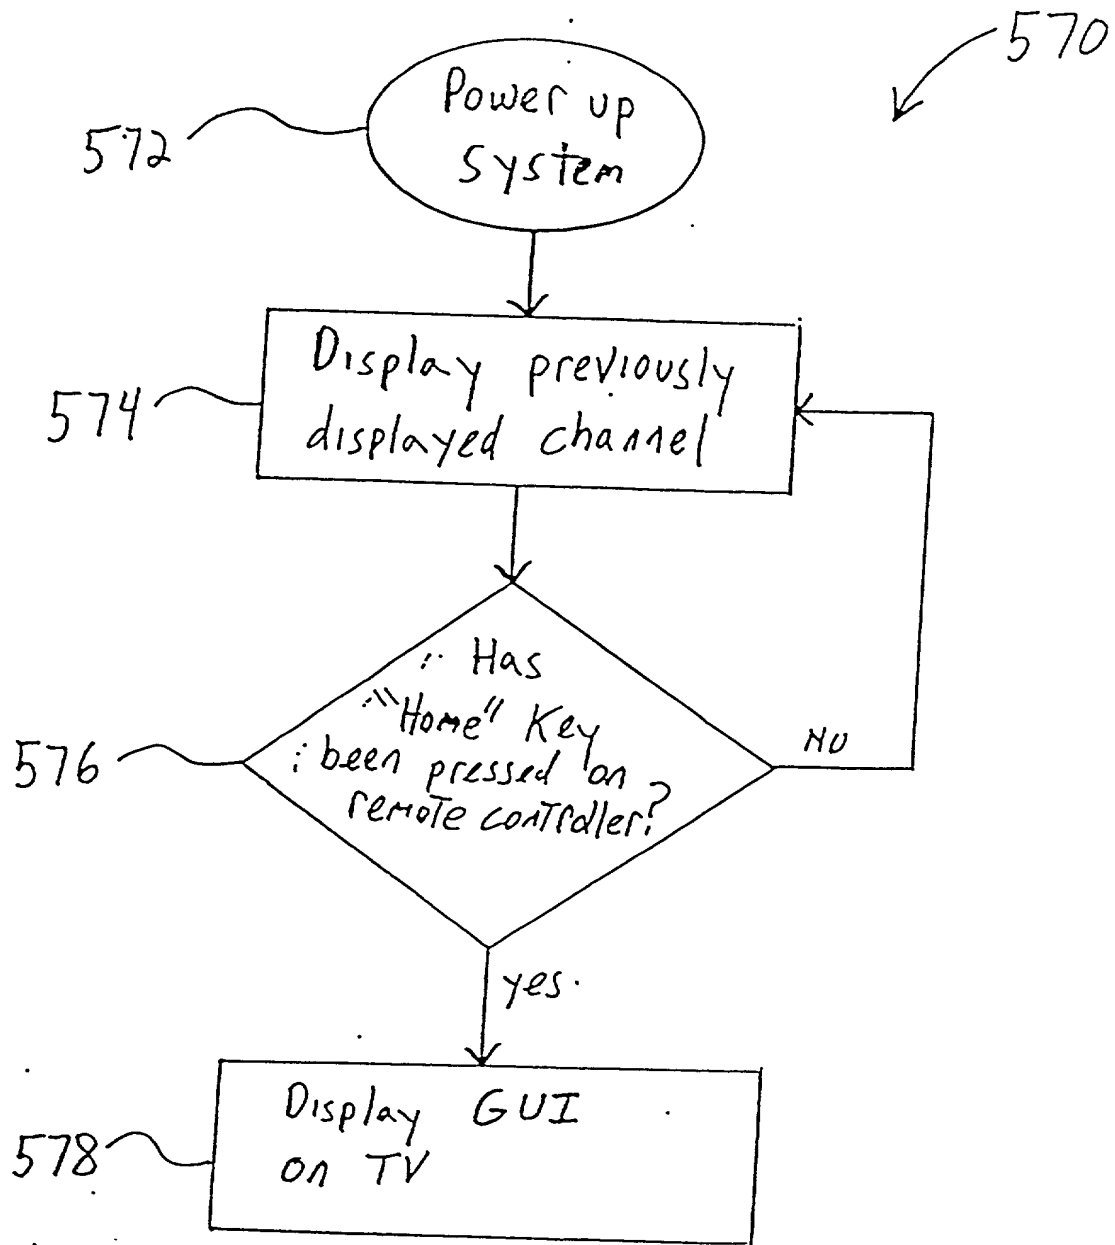 570
572
Power up
System
574
Display previously
displayed channel
576
Has
"Home" Key
been pressed on
remote controller?
NO
yes.
578
Display GUI
on TV